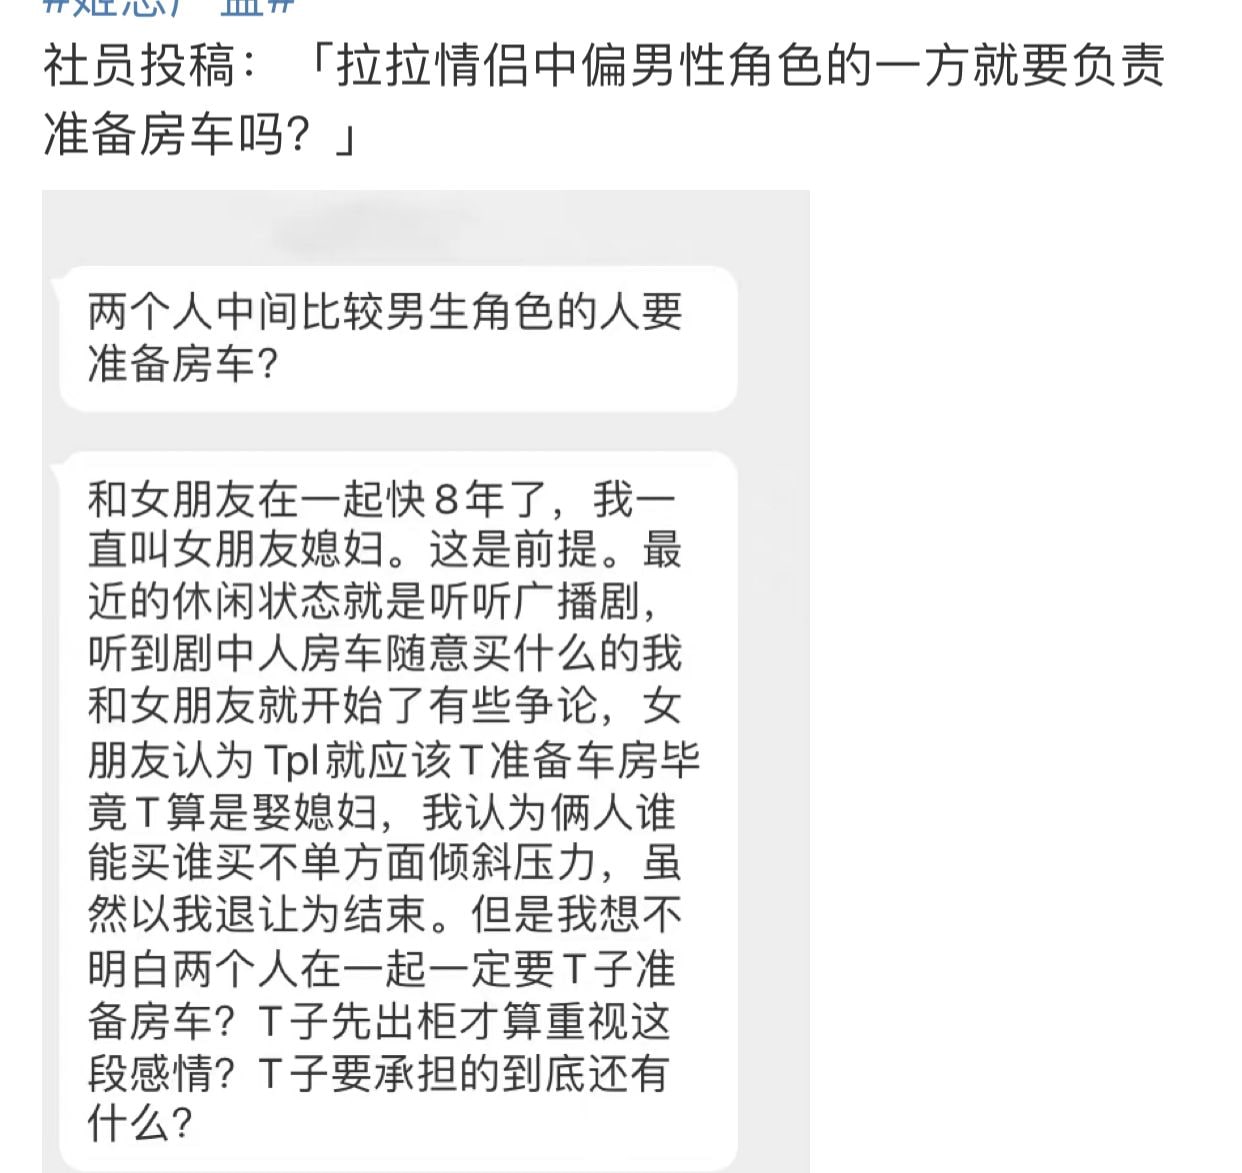 社员投稿：「拉拉情侣中偏男性角色的一方就要负责
准备房车吗？」
两个人中间比较男生角色的人要
准备房车？
和女朋友在一起快8年了，我一
直叫女朋友媳妇。这是前提。最
近的休闲状态就是听听广播剧，
听到剧中人房车随意买什么的我
和女朋友就开始了有些争论，女
朋友认为Tpl就应该T准备车房毕
竟T算是娶媳妇，我认为俩人谁
能买谁买不单方面倾斜压力，虽
然以我退让为结束。但是我想不
明白两个人在一起一定要T子准
备房车？T子先出柜才算重视这
段感情？T子要承担的到底还有
什么？